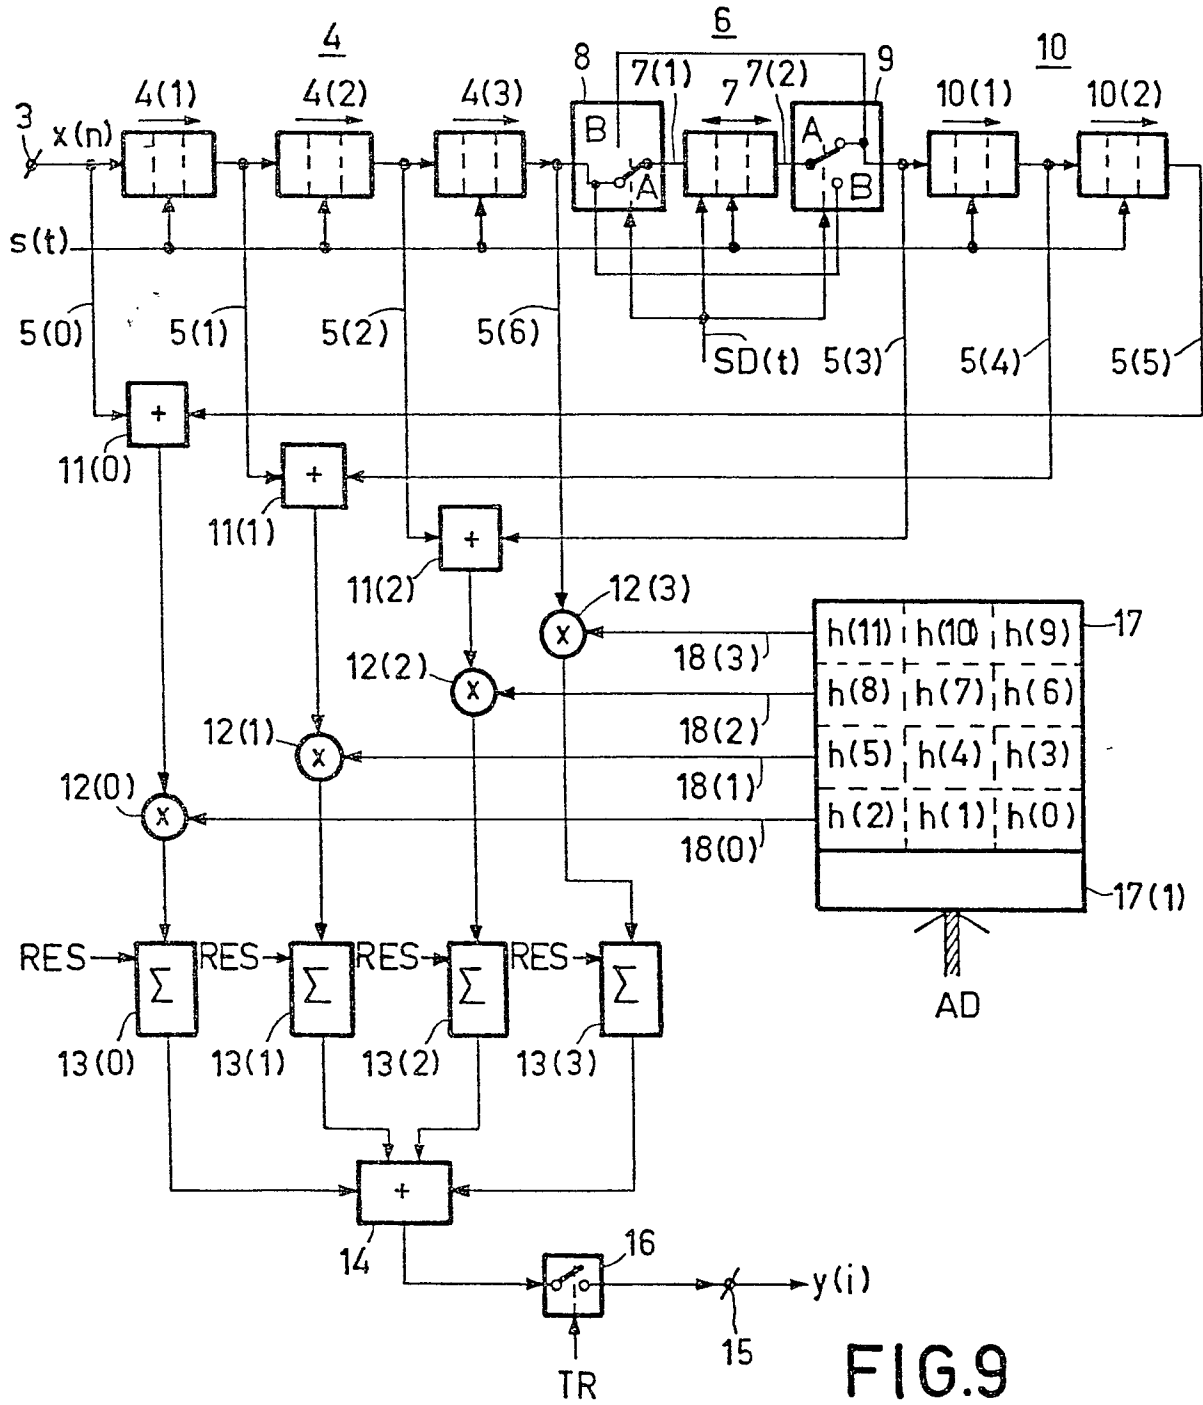 4 6 10
8 9
4(1) 4(2) 4(3) 7(1) 7 7(2) 10(1) 10(2)
3 x(n) B A A B
s(t)
5(0) 5(1) 5(2) 5(6) SD(t) 5(3) 5(4) 5(5)
+
11(0)
+
11(1)
+
11(2)
12(3)
X
18(3)
h(11) h(10) h(9) 17
12(2)
X
18(2)
h(8) h(7) h(6)
12(1)
X
18(1)
h(5) h(4) h(3)
12(0)
X
18(0)
h(2) h(1) h(0)
17(1)
AD
RES Σ RES Σ RES Σ RES Σ
13(0) 13(1) 13(2) 13(3)
+
14
16
y(i)
15
TR
FIG.9